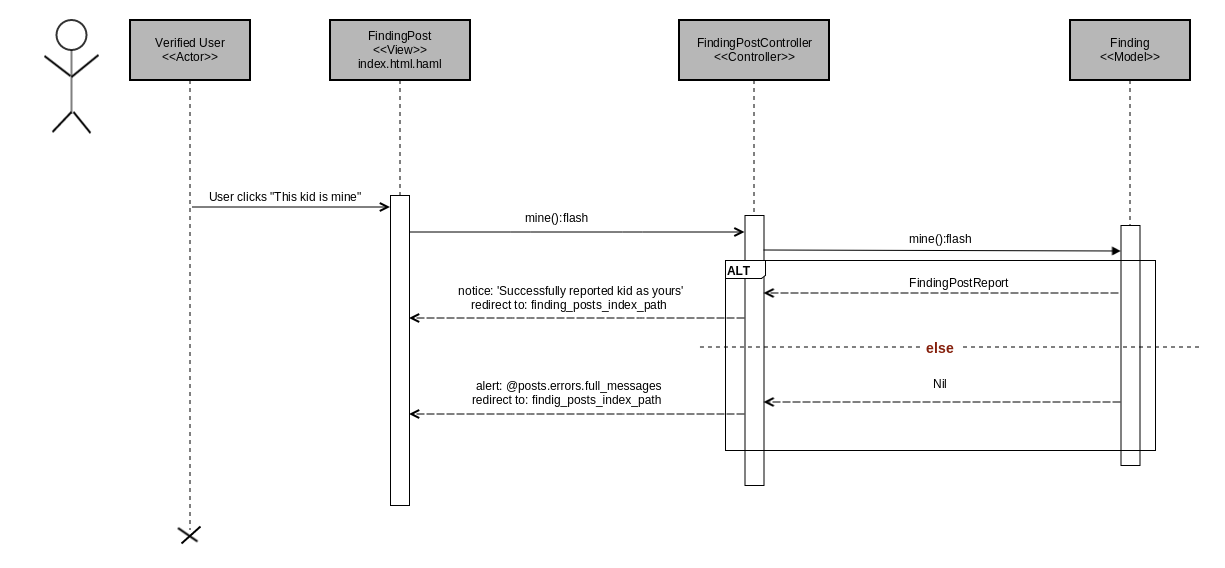 Verified User
<<Actor>>
FindingPost
<<View>>
index.html.haml
FindingPostController
<<Controller>>
Finding
<<Model>>
User clicks "This kid is mine"
mine():flash
mine():flash
ALT
FindingPostReport
notice: 'Successfully reported kid as yours'
redirect to: finding_posts_index_path
else
Nil
alert: @posts.errors.full_messages
redirect to: findig_posts_index_path